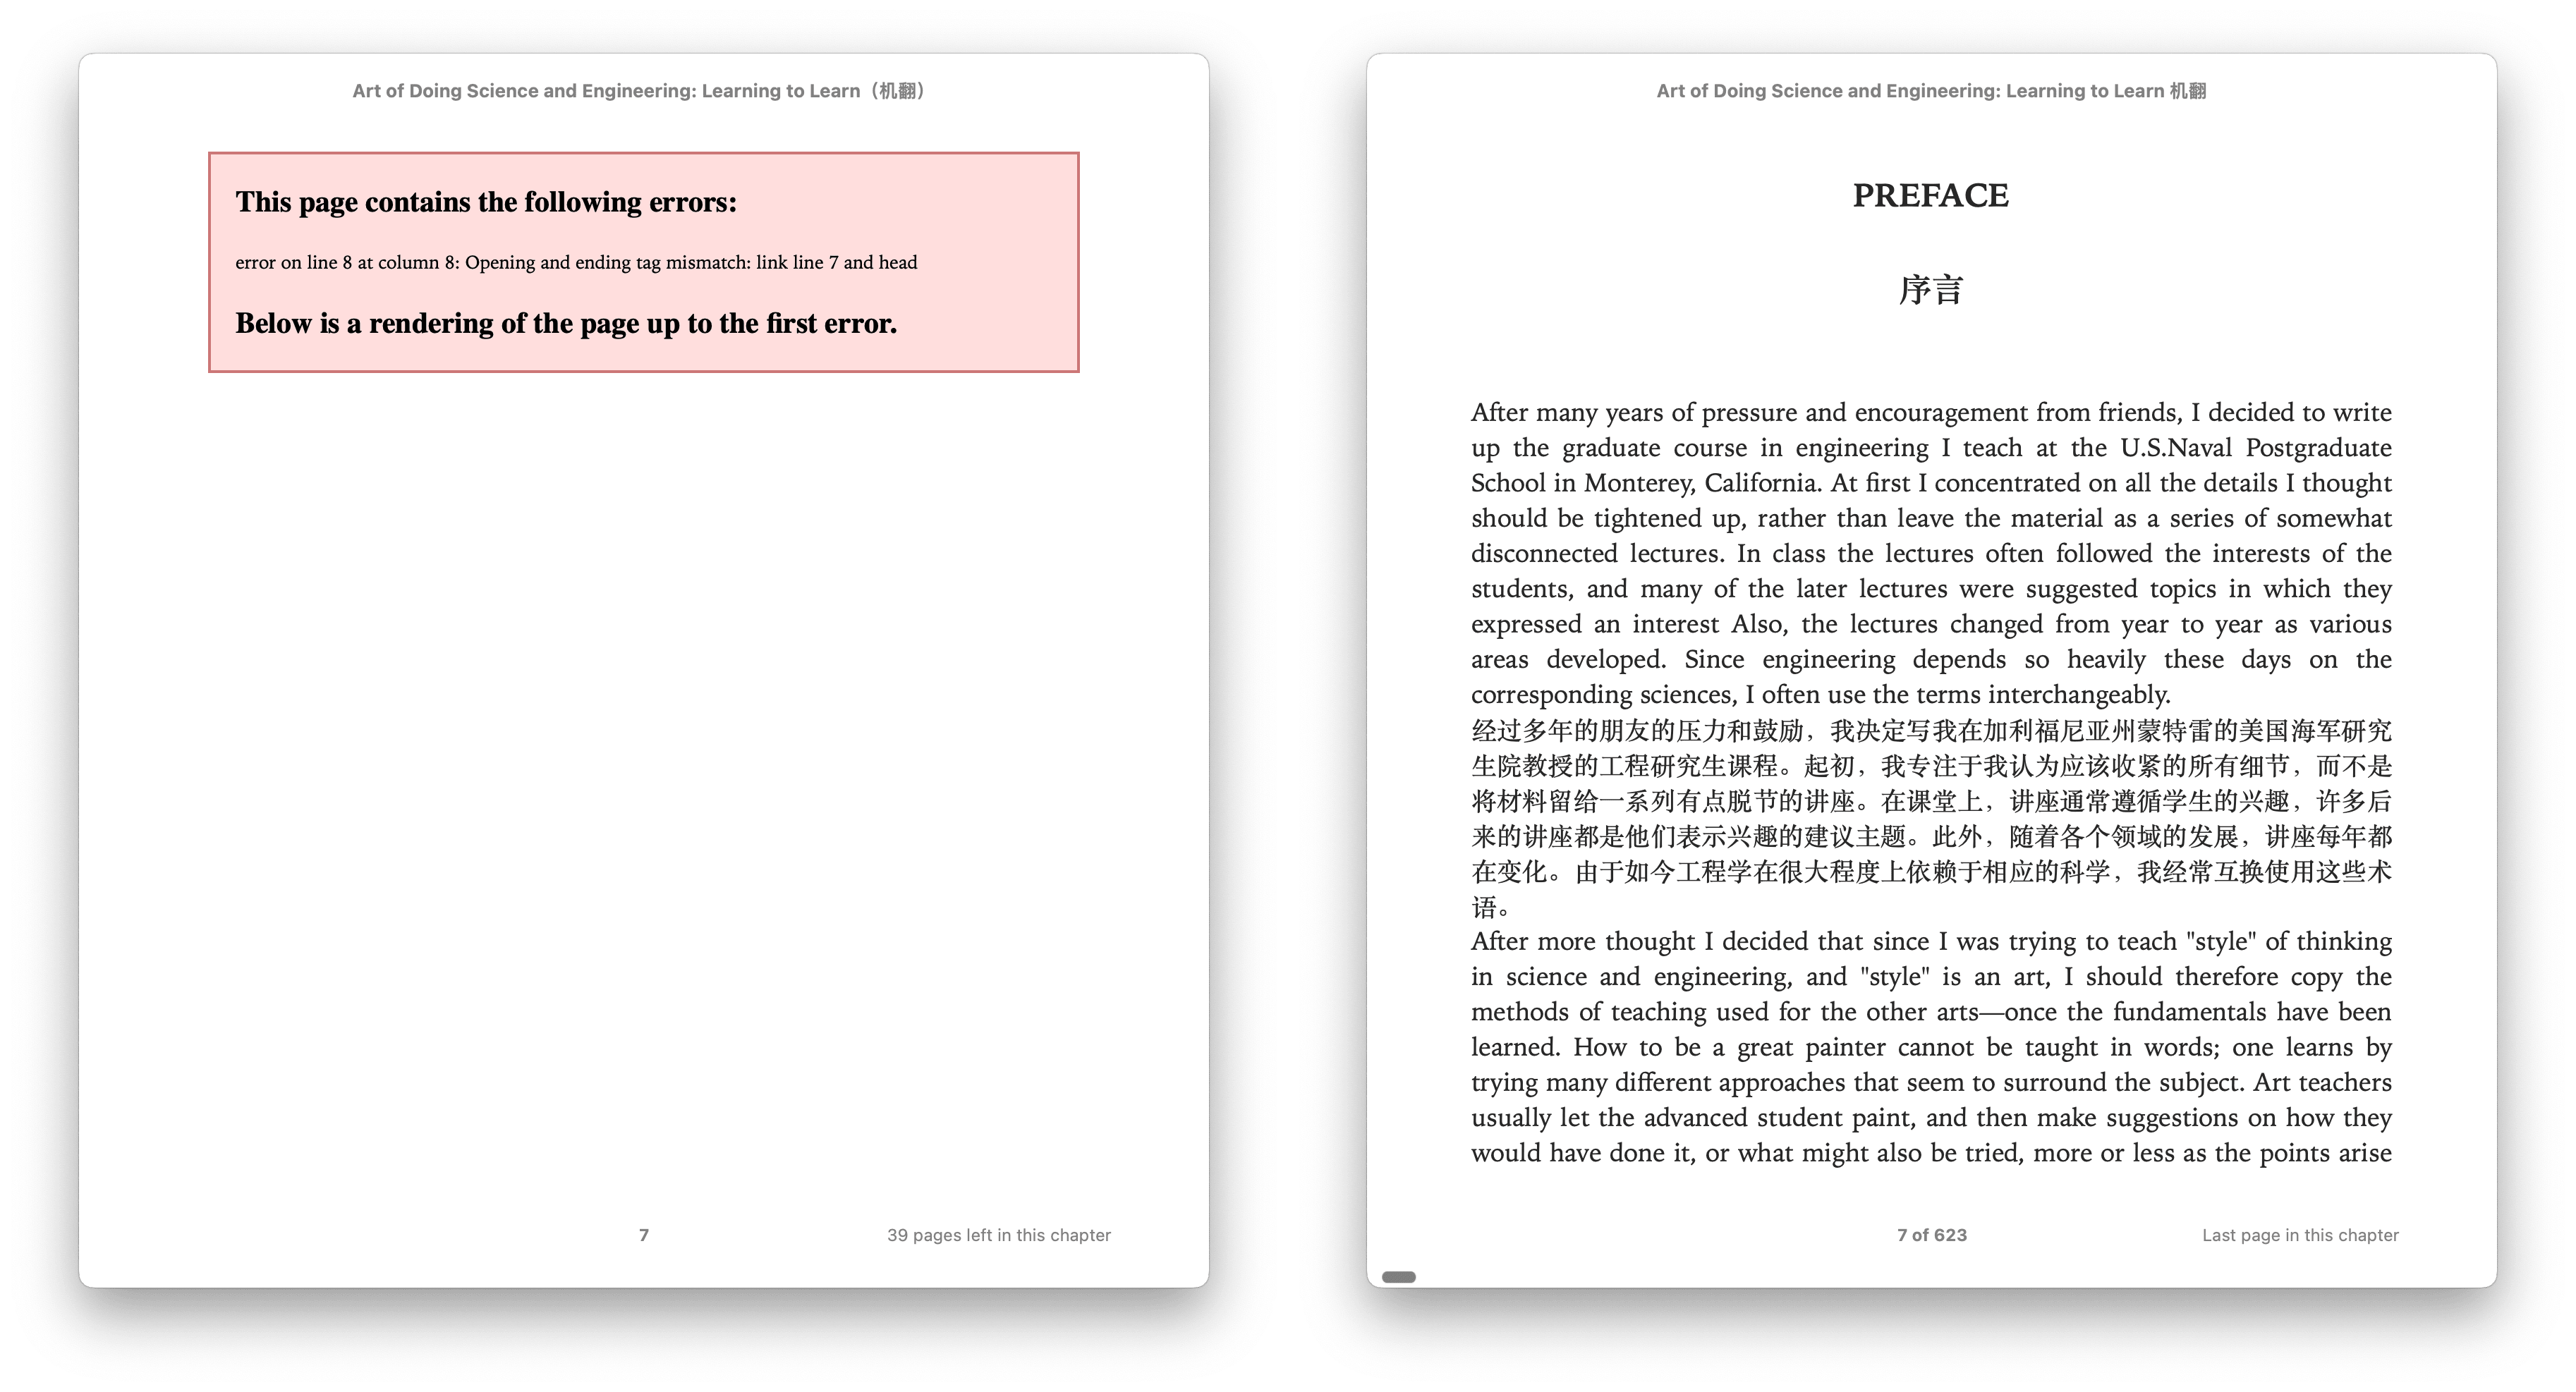 Art of Doing Science and Engineering: Learning to Learn（机翻）
This page contains the following errors:
error on line 8 at column 8: Opening and ending tag mismatch: link line 7 and head
Below is a rendering of the page up to the first error.
7
39 pages left in this chapter
Art of Doing Science and Engineering: Learning to Learn 机翻
PREFACE
序言
After many years of pressure and encouragement from friends, I decided to write
up the graduate course in engineering I teach at the U.S.Naval Postgraduate
School in Monterey, California. At first I concentrated on all the details I thought
should be tightened up, rather than leave the material as a series of somewhat
disconnected lectures. In class the lectures often followed the interests of the
students, and many of the later lectures were suggested topics in which they
expressed an interest Also, the lectures changed from year to year as various
areas developed. Since engineering depends so heavily these days on the
corresponding sciences, I often use the terms interchangeably.
经过多年的朋友的压力和鼓励，我决定写我在加利福尼亚州蒙特雷的美国海军研究
生院教授的工程研究生课程。起初，我专注于我认为应该收紧的所有细节，而不是
将材料留给一系列有点脱节的讲座。在课堂上，讲座通常遵循学生的兴趣，许多后
来的讲座都是他们表示兴趣的建议主题。此外，随着各个领域的发展，讲座每年都
在变化。由于如今工程学在很大程度上依赖于相应的科学，我经常互换使用这些术
语。
After more thought I decided that since I was trying to teach "style" of thinking
in science and engineering, and "style" is an art, I should therefore copy the
methods of teaching used for the other arts—once the fundamentals have been
learned. How to be a great painter cannot be taught in words; one learns by
trying many different approaches that seem to surround the subject. Art teachers
usually let the advanced student paint, and then make suggestions on how they
would have done it, or what might also be tried, more or less as the points arise
7 of 623
Last page in this chapter